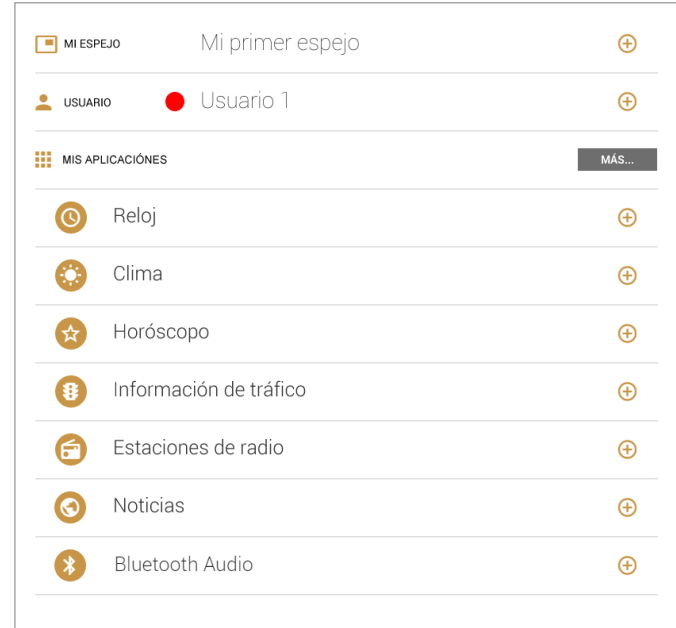 MI ESPEJO Mi primer espejo
USUARIO Usuario 1
MIS APLICACIÓNES MÁS...
Reloj
Clima
Horóscopo
Información de tráfico
Estaciones de radio
Noticias
Bluetooth Audio